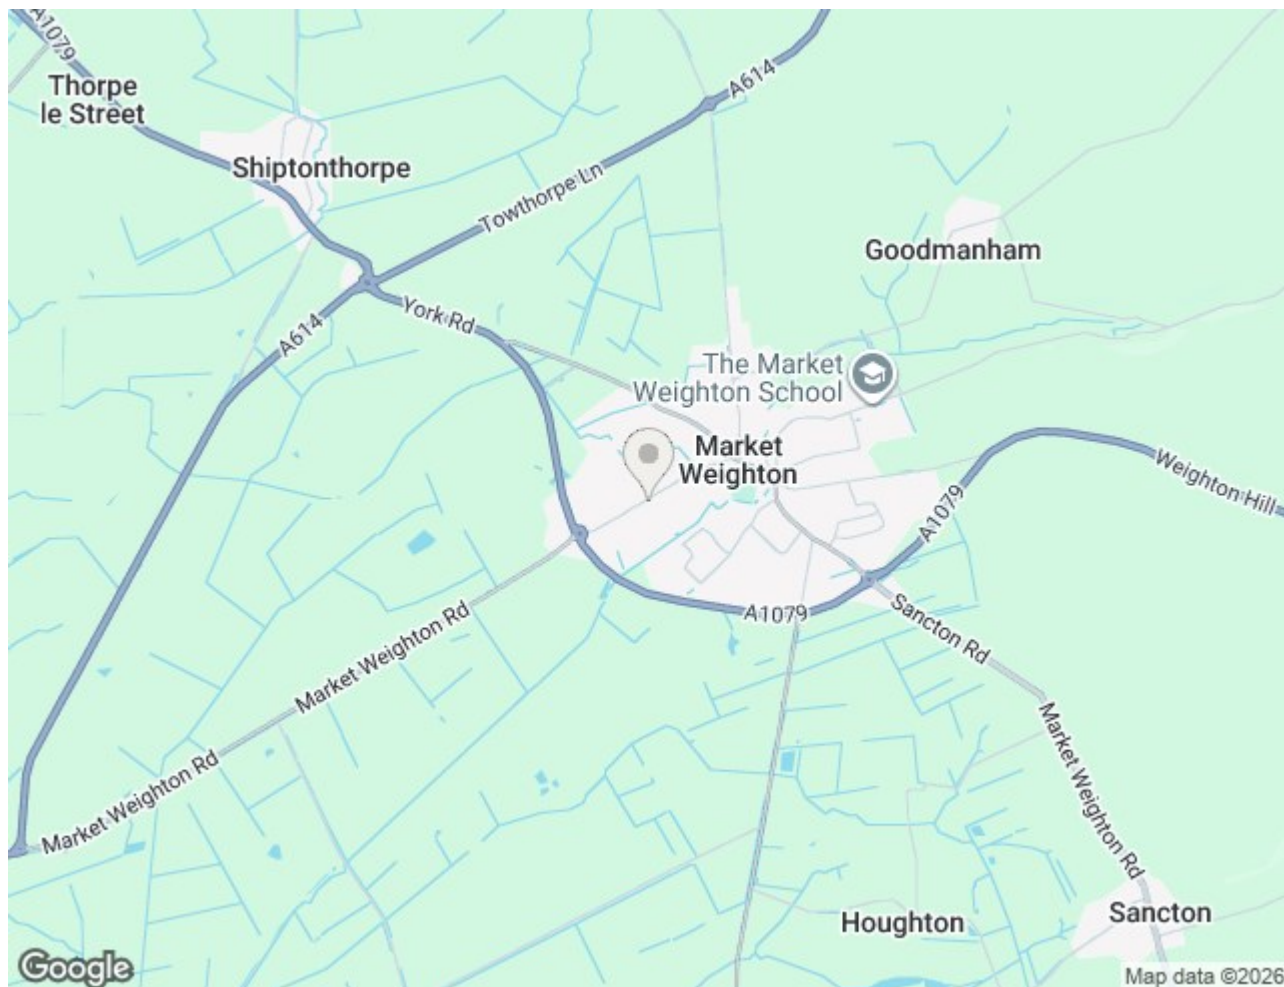 A1079
Thorpe
le Street
A614
Shiptonthorpe
Towthorpe Ln
Goodmanham
York Rd
A614
The Market
Weighton School
Market
Weighton
Weighton Hill
A1079
A1079
Sancton Rd
Market Weighton Rd
Market Weighton Rd
Market Weighton Rd
Houghton
Sancton
Google
Map data ©2026